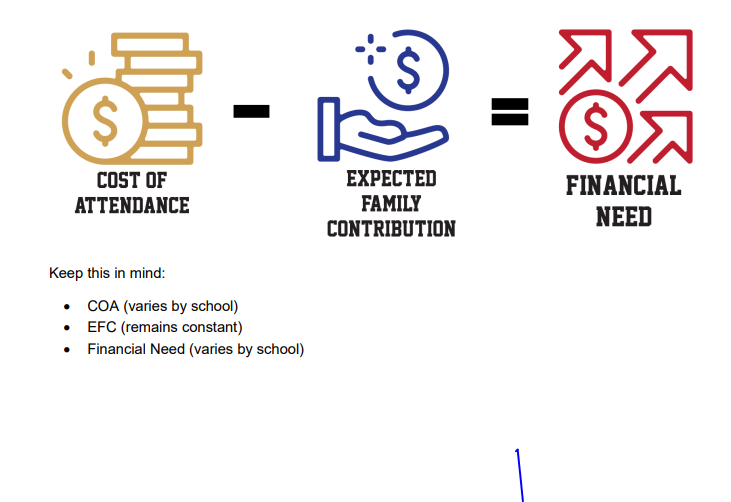 $ $ $
COST OF
ATTENDANCE
-
EXPECTED
FAMILY
CONTRIBUTION
=
FINANCIAL
NEED
Keep this in mind:
• COA (varies by school)
• EFC (remains constant)
• Financial Need (varies by school)